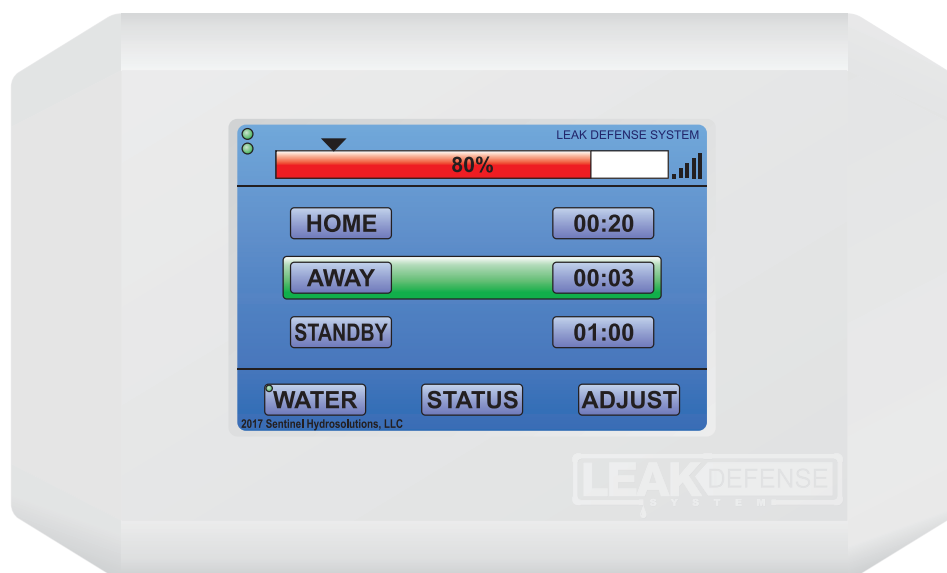 LEAK DEFENSE SYSTEM
80%
HOME 00:20
AWAY 00:03
STANDBY 01:00
WATER STATUS ADJUST
2017 Sentinel Hydrosolutions, LLC
LEAK DEFENSE
SYSTEM